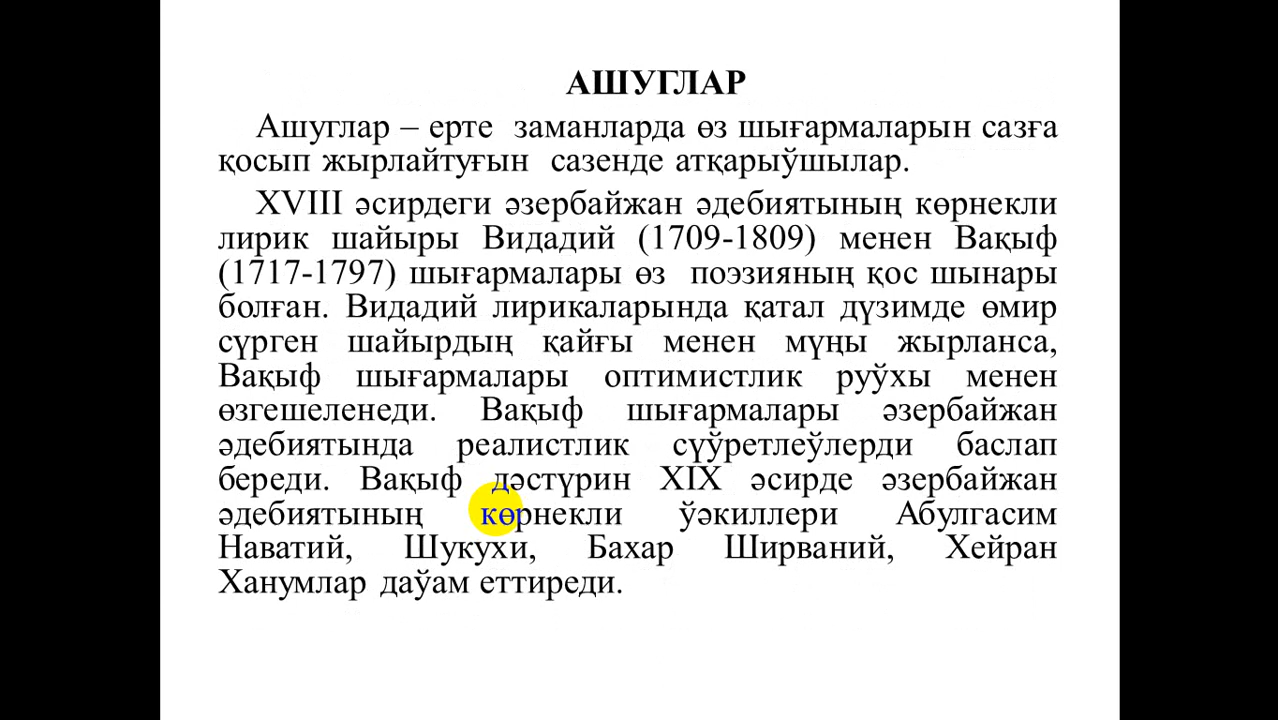 АШУГЛАР
Ашуглар – ерте заманларда өз шығармаларын сазға
қосып жырлайтуғын сазенде атқарыўшылар.
XVIII әсирдеги әзербайжан әдебиятының көрнекли
лирик шайыры Видадий (1709-1809) менен Вақыф
(1717-1797) шығармалары өз поэзияның қос шынары
болған. Видадий лирикаларында қатал дүзимде өмир
сүрген шайырдың қайғы менен мүңы жырланса,
Вақыф шығармалары оптимистлик руўхы менен
өзгешеленеди. Вақыф шығармалары әзербайжан
әдебиятында реалистлик сүўретлеўлерди баслап
береди. Вақыф дәстүрин XIX әсирде әзербайжан
әдебиятының көрнекли ўәкиллери Абулгасим
Наватий, Шукухи, Бахар Ширваний, Хейран
Ханумлар даўам еттиреди.